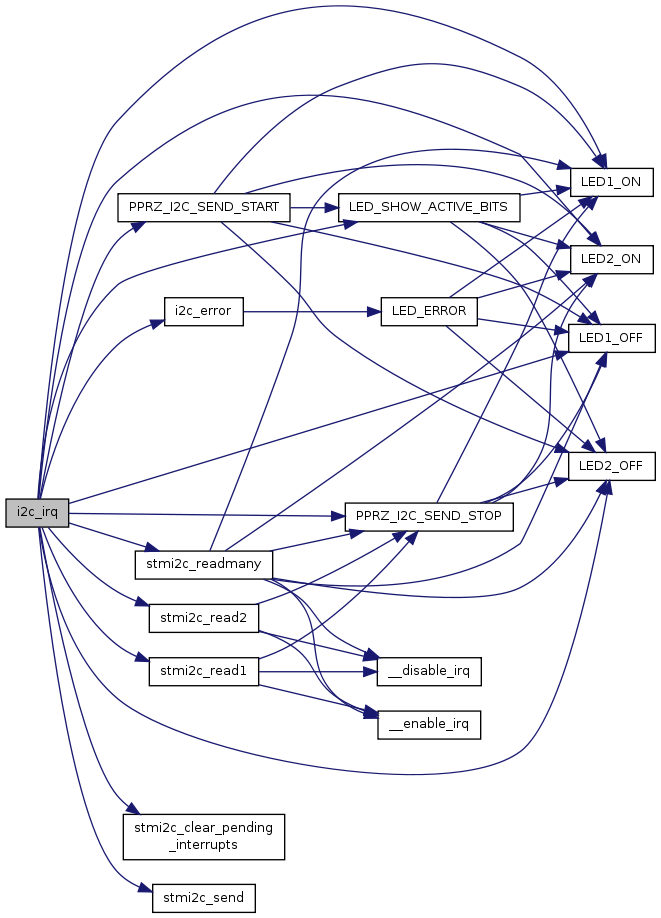 LED1_ON
PPRZ_I2C_SEND_START
LED_SHOW_ACTIVE_BITS
LED2_ON
i2c_error
LED_ERROR
LED1_OFF
LED2_OFF
i2c_irq
PPRZ_I2C_SEND_STOP
stmi2c_readmany
stmi2c_read2
stmi2c_read1
__disable_irq
__enable_irq
stmi2c_clear_pending
_interrupts
stmi2c_send